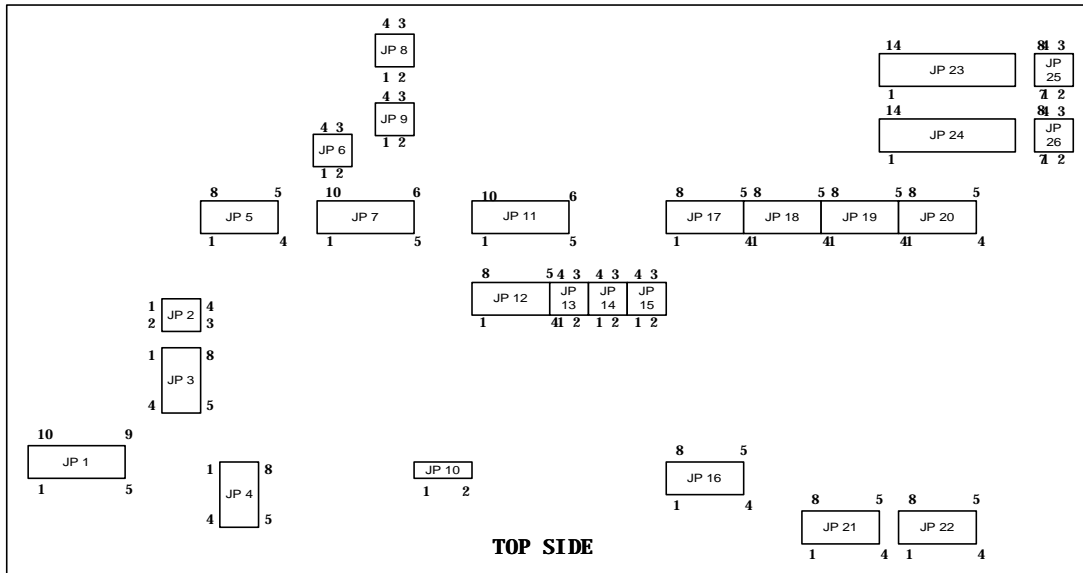 4 3
JP 8
1 2
4 3
JP 9
1 2
4 3
JP 6
1 2
14 8
JP 23
1 7
4 3
JP
25
1 2
14 8
JP 24
1 7
4 3
JP
26
1 2
8 5
JP 5
1 4
10 6
JP 7
1 5
10 6
JP 11
1 5
8 5
JP 17
1 4
8 5
JP 18
1 4
8 5
JP 19
1 4
8 5
JP 20
1 4
8 5
JP 12
1 4
4 3
JP
13
1 2
4 3
JP
14
1 2
4 3
JP
15
1 2
1 4
JP 2
2 3
1 8
JP 3
4 5
10 9
JP 1
1 5
1 8
JP 4
4 5
JP 10
1 2
8 5
JP 16
1 4
8 5
JP 21
1 4
8 5
JP 22
1 4
TOP SIDE